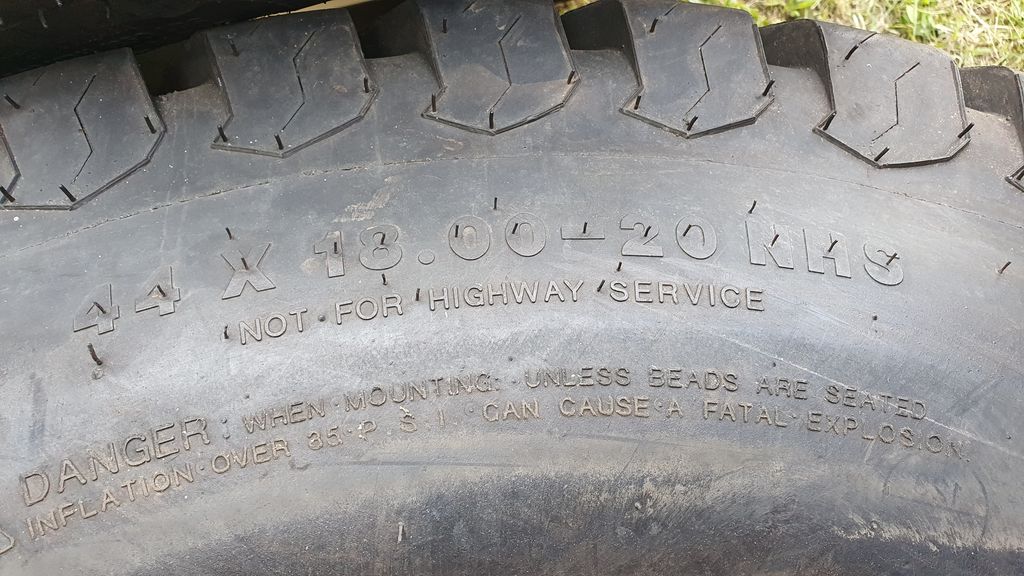 44 X 18.00-20 NHS
NOT FOR HIGHWAY SERVICE
DANGER WHEN MOUNTING: UNLESS BEADS ARE SEATED
INFLATION OVER 35 P.S.I. CAN CAUSE A FATAL EXPLOSION.